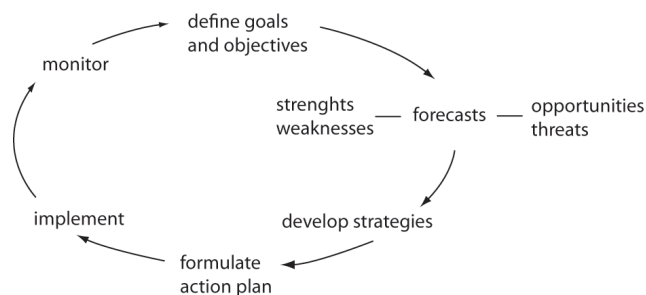 define goals
and objectives
monitor
strenghts
weaknesses
forecasts
opportunities
threats
implement
develop strategies
formulate
action plan